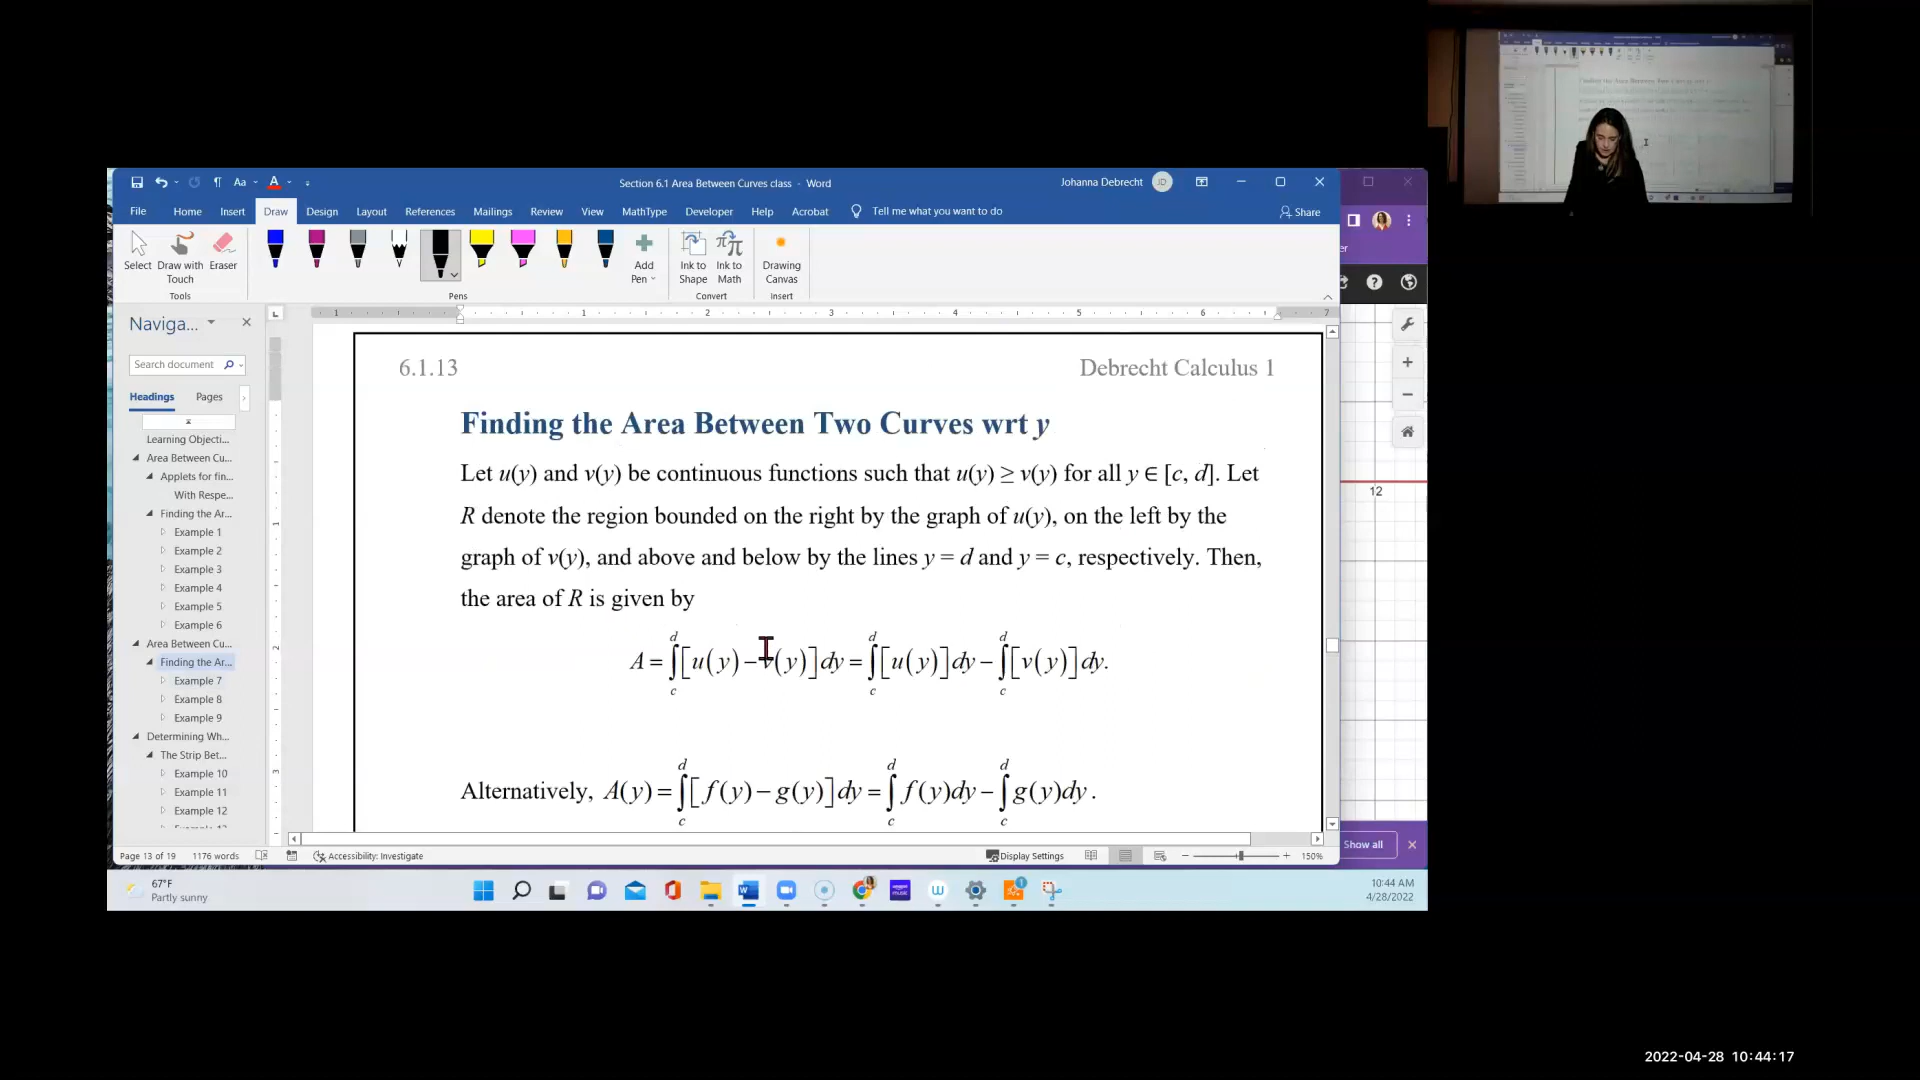 Section 6.1 Area Between Curves class - Word
Johanna Debrecht
JD
File Home Insert Draw Design Layout References Mailings Review View MathType Developer Help Acrobat Tell me what you want to do
Share
Select Draw with Touch Eraser
Add Pen
Ink to Shape Ink to Math
Drawing Canvas
Tools Pens Convert Insert
Naviga...
Search document
Headings Pages
Learning Objecti...
Area Between Cu...
Applets for fin...
With Respe...
Finding the Ar...
Example 1
Example 2
Example 3
Example 4
Example 5
Example 6
Area Between Cu...
Finding the Ar...
Example 7
Example 8
Example 9
Determining Wh...
The Strip Bet...
Example 10
Example 11
Example 12
6.1.13 Debrecht Calculus 1
Finding the Area Between Two Curves wrt y
Let u(y) and v(y) be continuous functions such that u(y) ≥ v(y) for all y ∈ [c, d]. Let
R denote the region bounded on the right by the graph of u(y), on the left by the
graph of v(y), and above and below by the lines y = d and y = c, respectively. Then,
the area of R is given by
A = ∫_c^d [u(y) − v(y)]dy = ∫_c^d [u(y)]dy − ∫_c^d [v(y)]dy.
Alternatively, A(y) = ∫_c^d [f(y) − g(y)]dy = ∫_c^d f(y)dy − ∫_c^d g(y)dy.
12
Show all
Page 13 of 19 1176 words Accessibility: Investigate Display Settings 150%
67°F
Partly sunny
10:44 AM
4/28/2022
2022-04-28 10:44:17